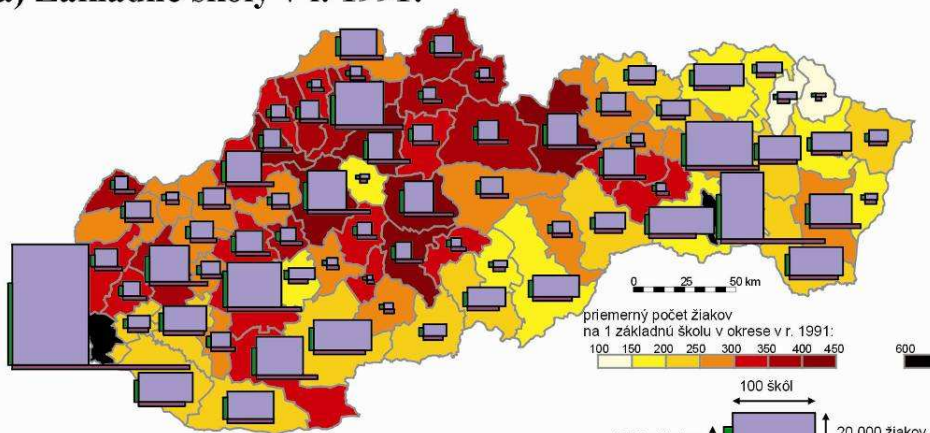 a) Základné školy v r. 1991:
0 25 50 km
priemerný počet žiakov
na 1 základnú školu v okrese v r. 1991:
100 150 200 250 300 350 400 450 600
100 škôl
20 000 žiakov